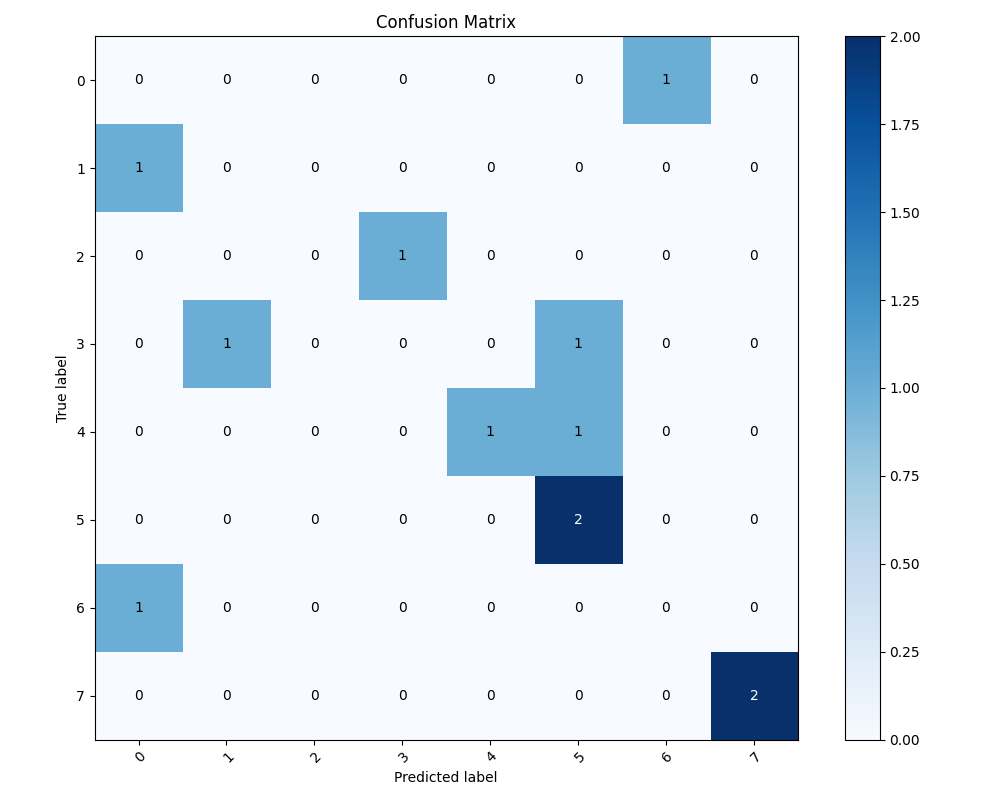 Confusion Matrix
0 0 0 0 0 0 0 1 0
1 1 0 0 0 0 0 0 0
2 0 0 0 1 0 0 0 0
3 0 1 0 0 0 1 0 0
4 0 0 0 0 1 1 0 0
5 0 0 0 0 0 2 0 0
6 1 0 0 0 0 0 0 0
7 0 0 0 0 0 0 0 2
True label
0 1 2 3 4 5 6 7
Predicted label
2.00
1.75
1.50
1.25
1.00
0.75
0.50
0.25
0.00